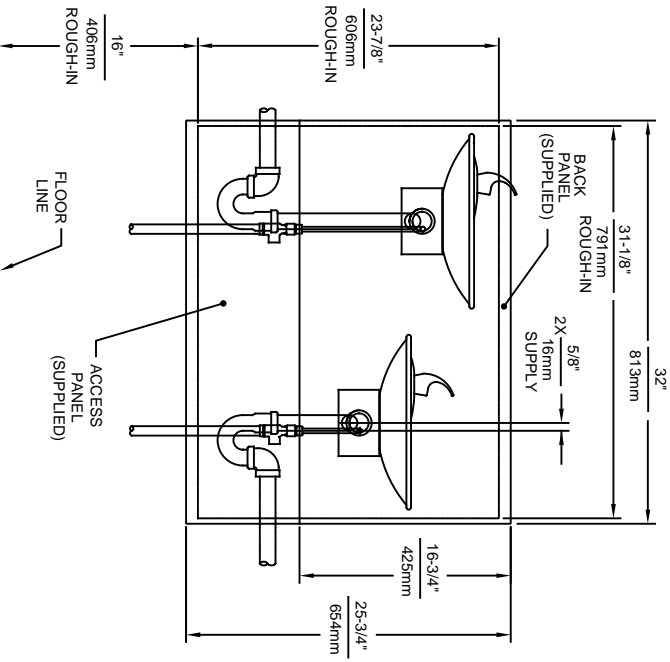 32"
813mm
31-1/8"
791mm
ROUGH-IN
5/8"
2X 16mm
SUPPLY
BACK
PANEL
(SUPPLIED)
23-7/8"
606mm
ROUGH-IN
16-3/4"
425mm
25-3/4"
654mm
16"
406mm
ROUGH-IN
ACCESS
PANEL
(SUPPLIED)
FLOOR
LINE